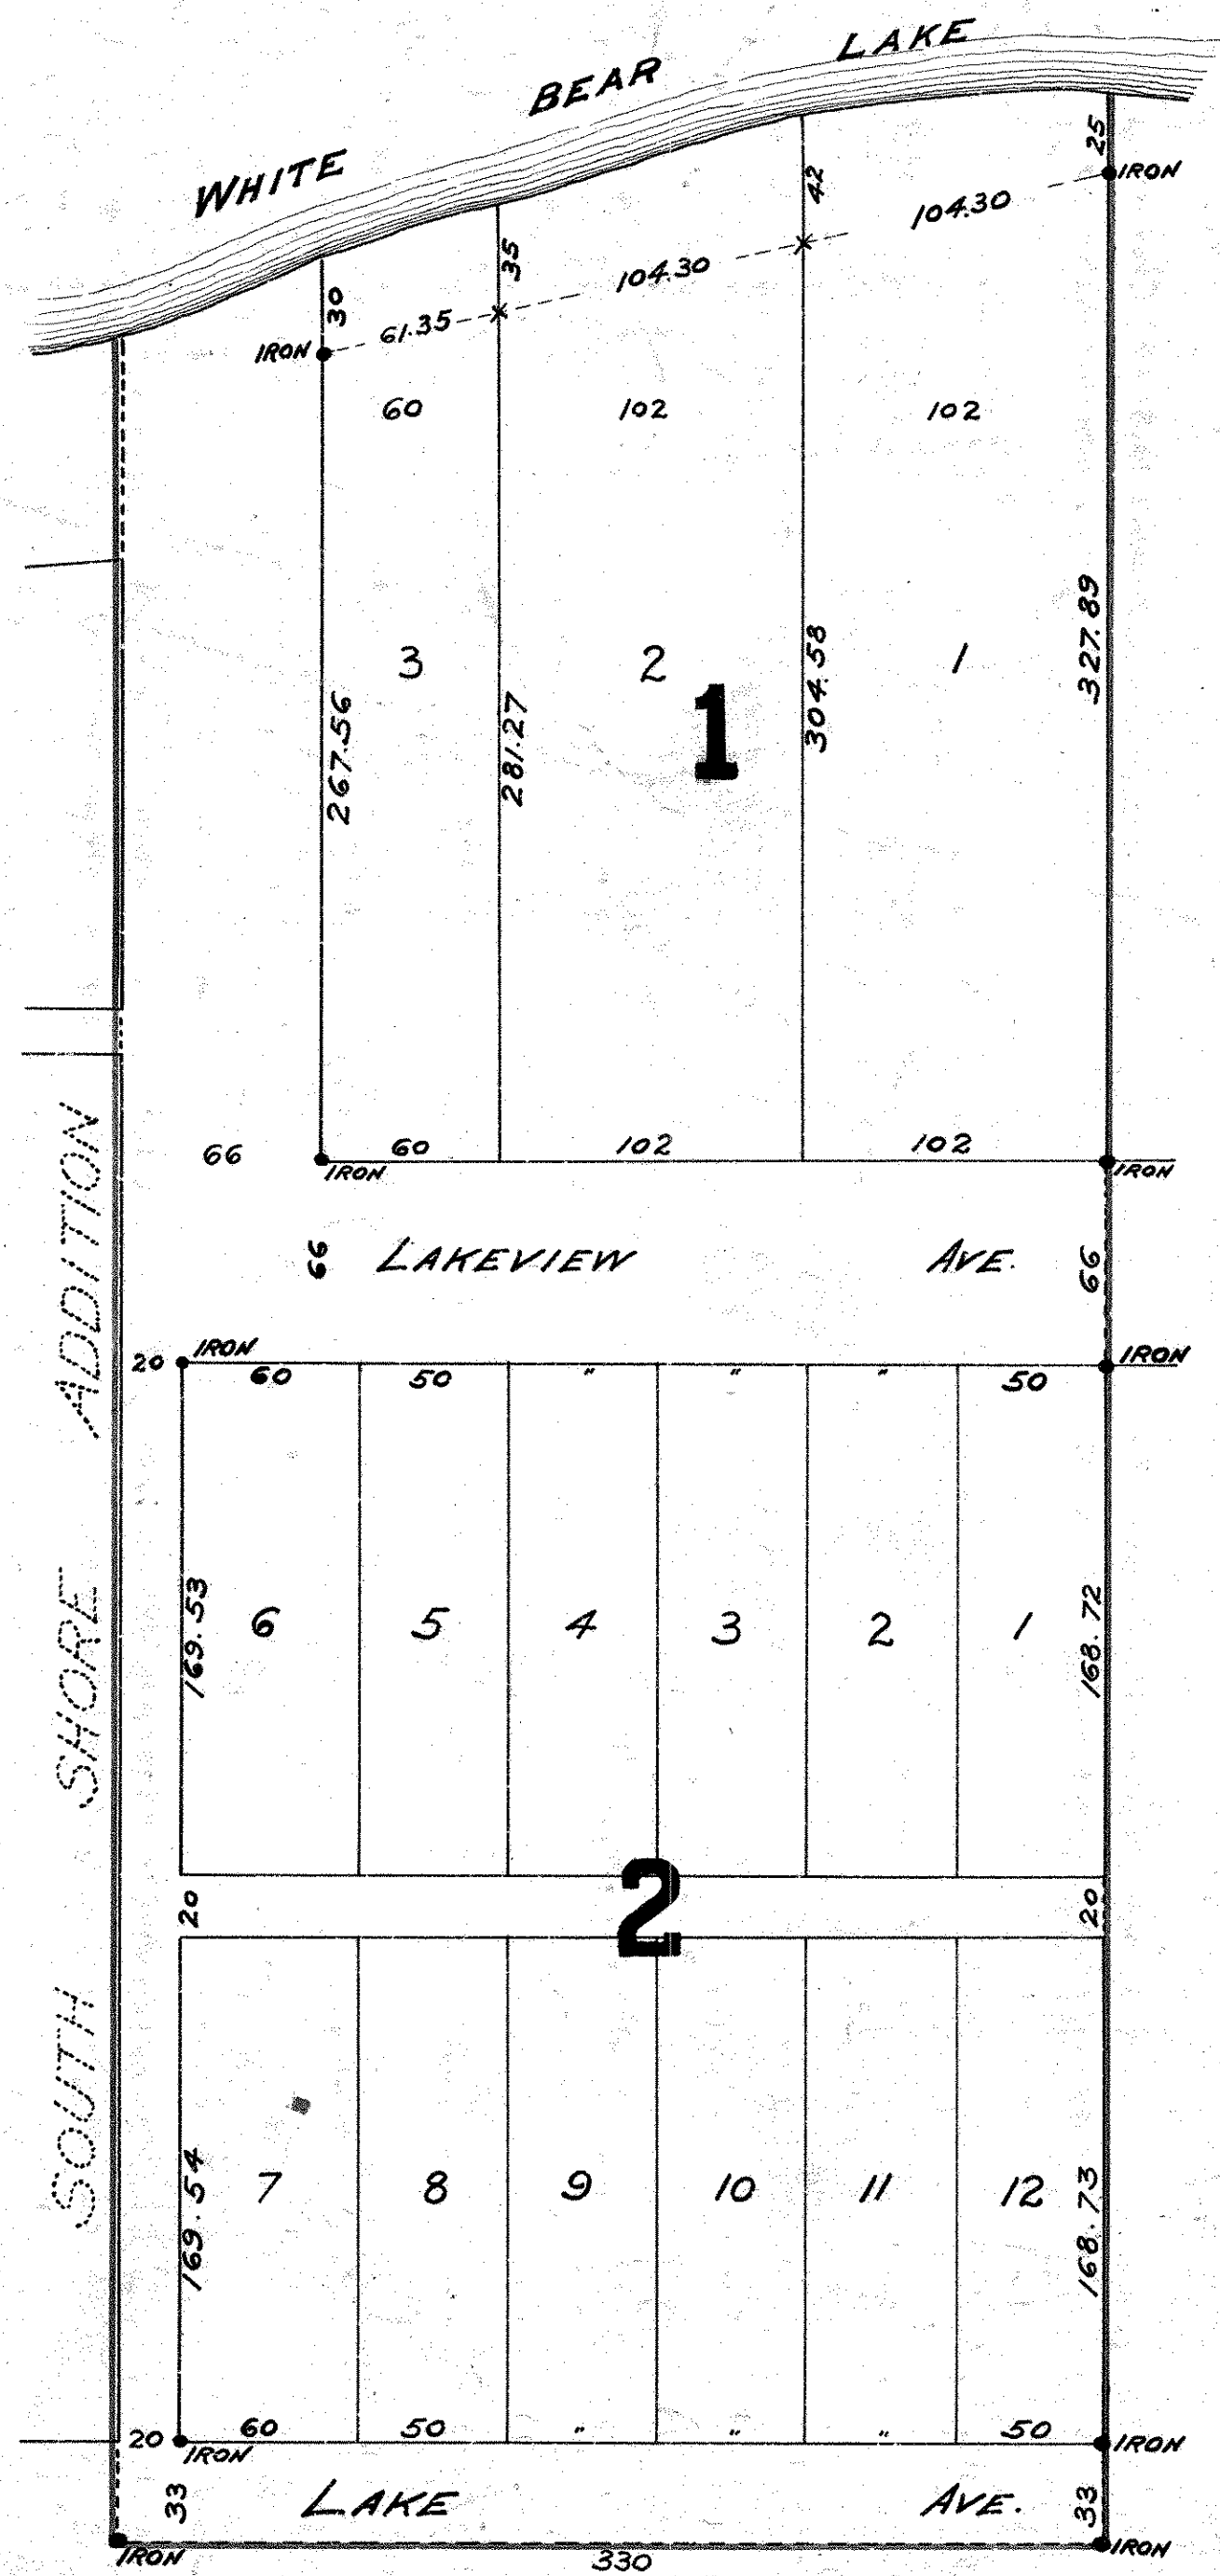 WHITE BEAR LAKE
25
IRON
42
104.30
35
104.30
30
61.35
IRON
60 102 102
327.89
304.58
3 2 1
267.56
281.27
1
66 60 102 102
IRON IRON
66 LAKEVIEW AVE. 66
SOUTH SHORE ADDITION
20 IRON IRON
60 50 " " " 50
169.53
168.72
6 5 4 3 2 1
20 2 20
169.54
168.73
7 8 9 10 11 12
20 60 50 " " " 50
IRON IRON
33 LAKE AVE. 33
IRON 330 IRON